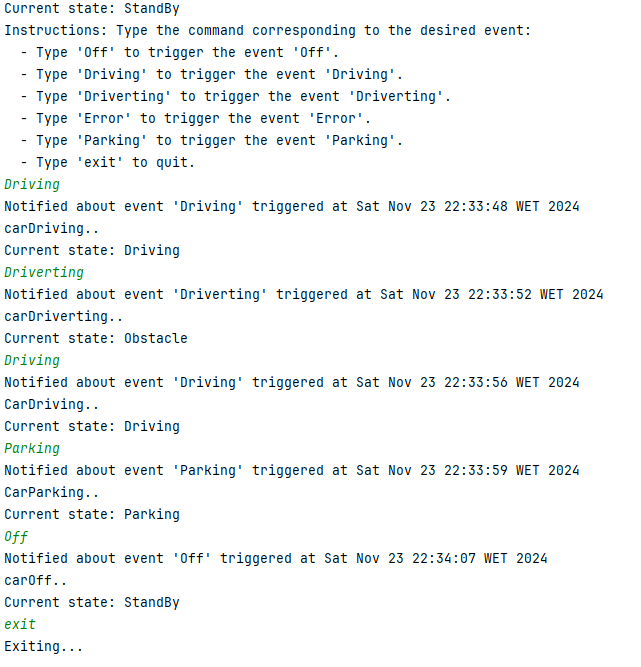 Current state: StandBy
Instructions: Type the command corresponding to the desired event:
  - Type 'Off' to trigger the event 'Off'.
  - Type 'Driving' to trigger the event 'Driving'.
  - Type 'Driverting' to trigger the event 'Driverting'.
  - Type 'Error' to trigger the event 'Error'.
  - Type 'Parking' to trigger the event 'Parking'.
  - Type 'exit' to quit.
Driving
Notified about event 'Driving' triggered at Sat Nov 23 22:33:48 WET 2024
carDriving..
Current state: Driving
Driverting
Notified about event 'Driverting' triggered at Sat Nov 23 22:33:52 WET 2024
carDriverting..
Current state: Obstacle
Driving
Notified about event 'Driving' triggered at Sat Nov 23 22:33:56 WET 2024
CarDriving..
Current state: Driving
Parking
Notified about event 'Parking' triggered at Sat Nov 23 22:33:59 WET 2024
CarParking..
Current state: Parking
Off
Notified about event 'Off' triggered at Sat Nov 23 22:34:07 WET 2024
carOff..
Current state: StandBy
exit
Exiting...